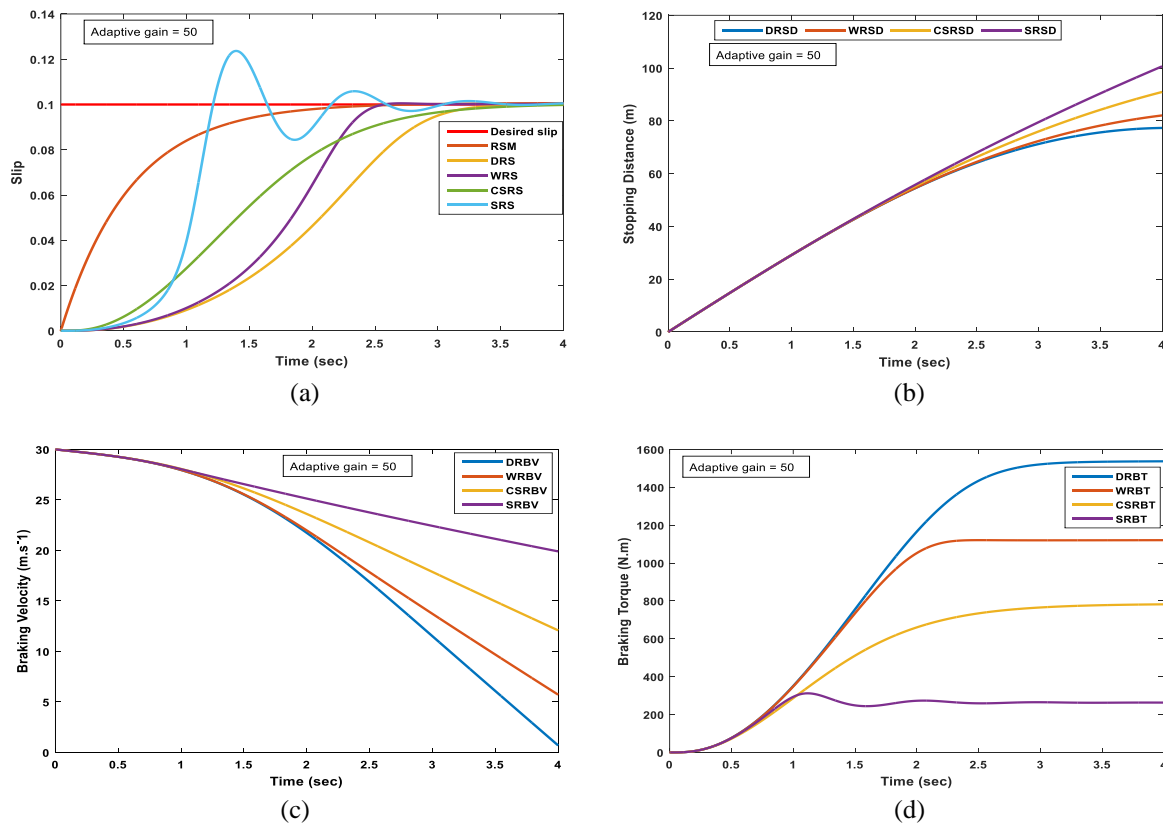 Adaptive gain = 50
0.14
0.12
0.1
0.08
0.06
0.04
0.02
0
Slip
Desired slip
RSM
DRS
WRS
CSRS
SRS
0 0.5 1 1.5 2 2.5 3 3.5 4
Time (sec)
(a)
DRSD WRSD CSRSD SRSD
Adaptive gain = 50
120
100
80
60
40
20
0
Stopping Distance (m)
0 0.5 1 1.5 2 2.5 3 3.5 4
Time (sec)
(b)
Adaptive gain = 50
DRBV
WRBV
CSRBV
SRBV
30
25
20
15
10
5
0
Braking Velocity (m.s-1)
0 0.5 1 1.5 2 2.5 3 3.5 4
Time (sec)
(c)
Adaptive gain = 50
DRBT
WRBT
CSRBT
SRBT
1600
1400
1200
1000
800
600
400
200
0
Braking Torque (N.m)
0 0.5 1 1.5 2 2.5 3 3.5 4
Time (sec)
(d)